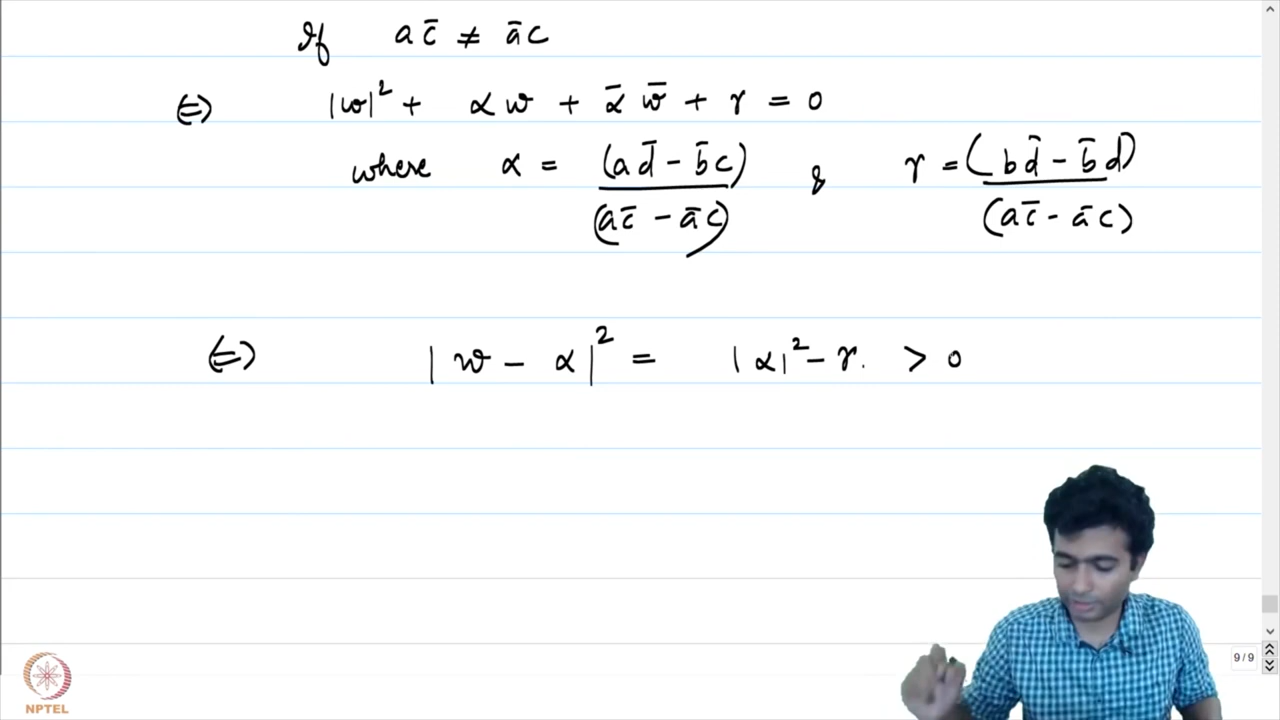 If a c̄ ≠ ā c
⇔ |w|² + α w + ᾱ w̄ + r = 0
where α = (a d̄ − b̄ c) / (a c̄ − ā c) & r = (b d̄ − b̄ d) / (a c̄ − ā c)
⇔ | w − α |² = |α|² − r. > 0
9 / 9
NPTEL